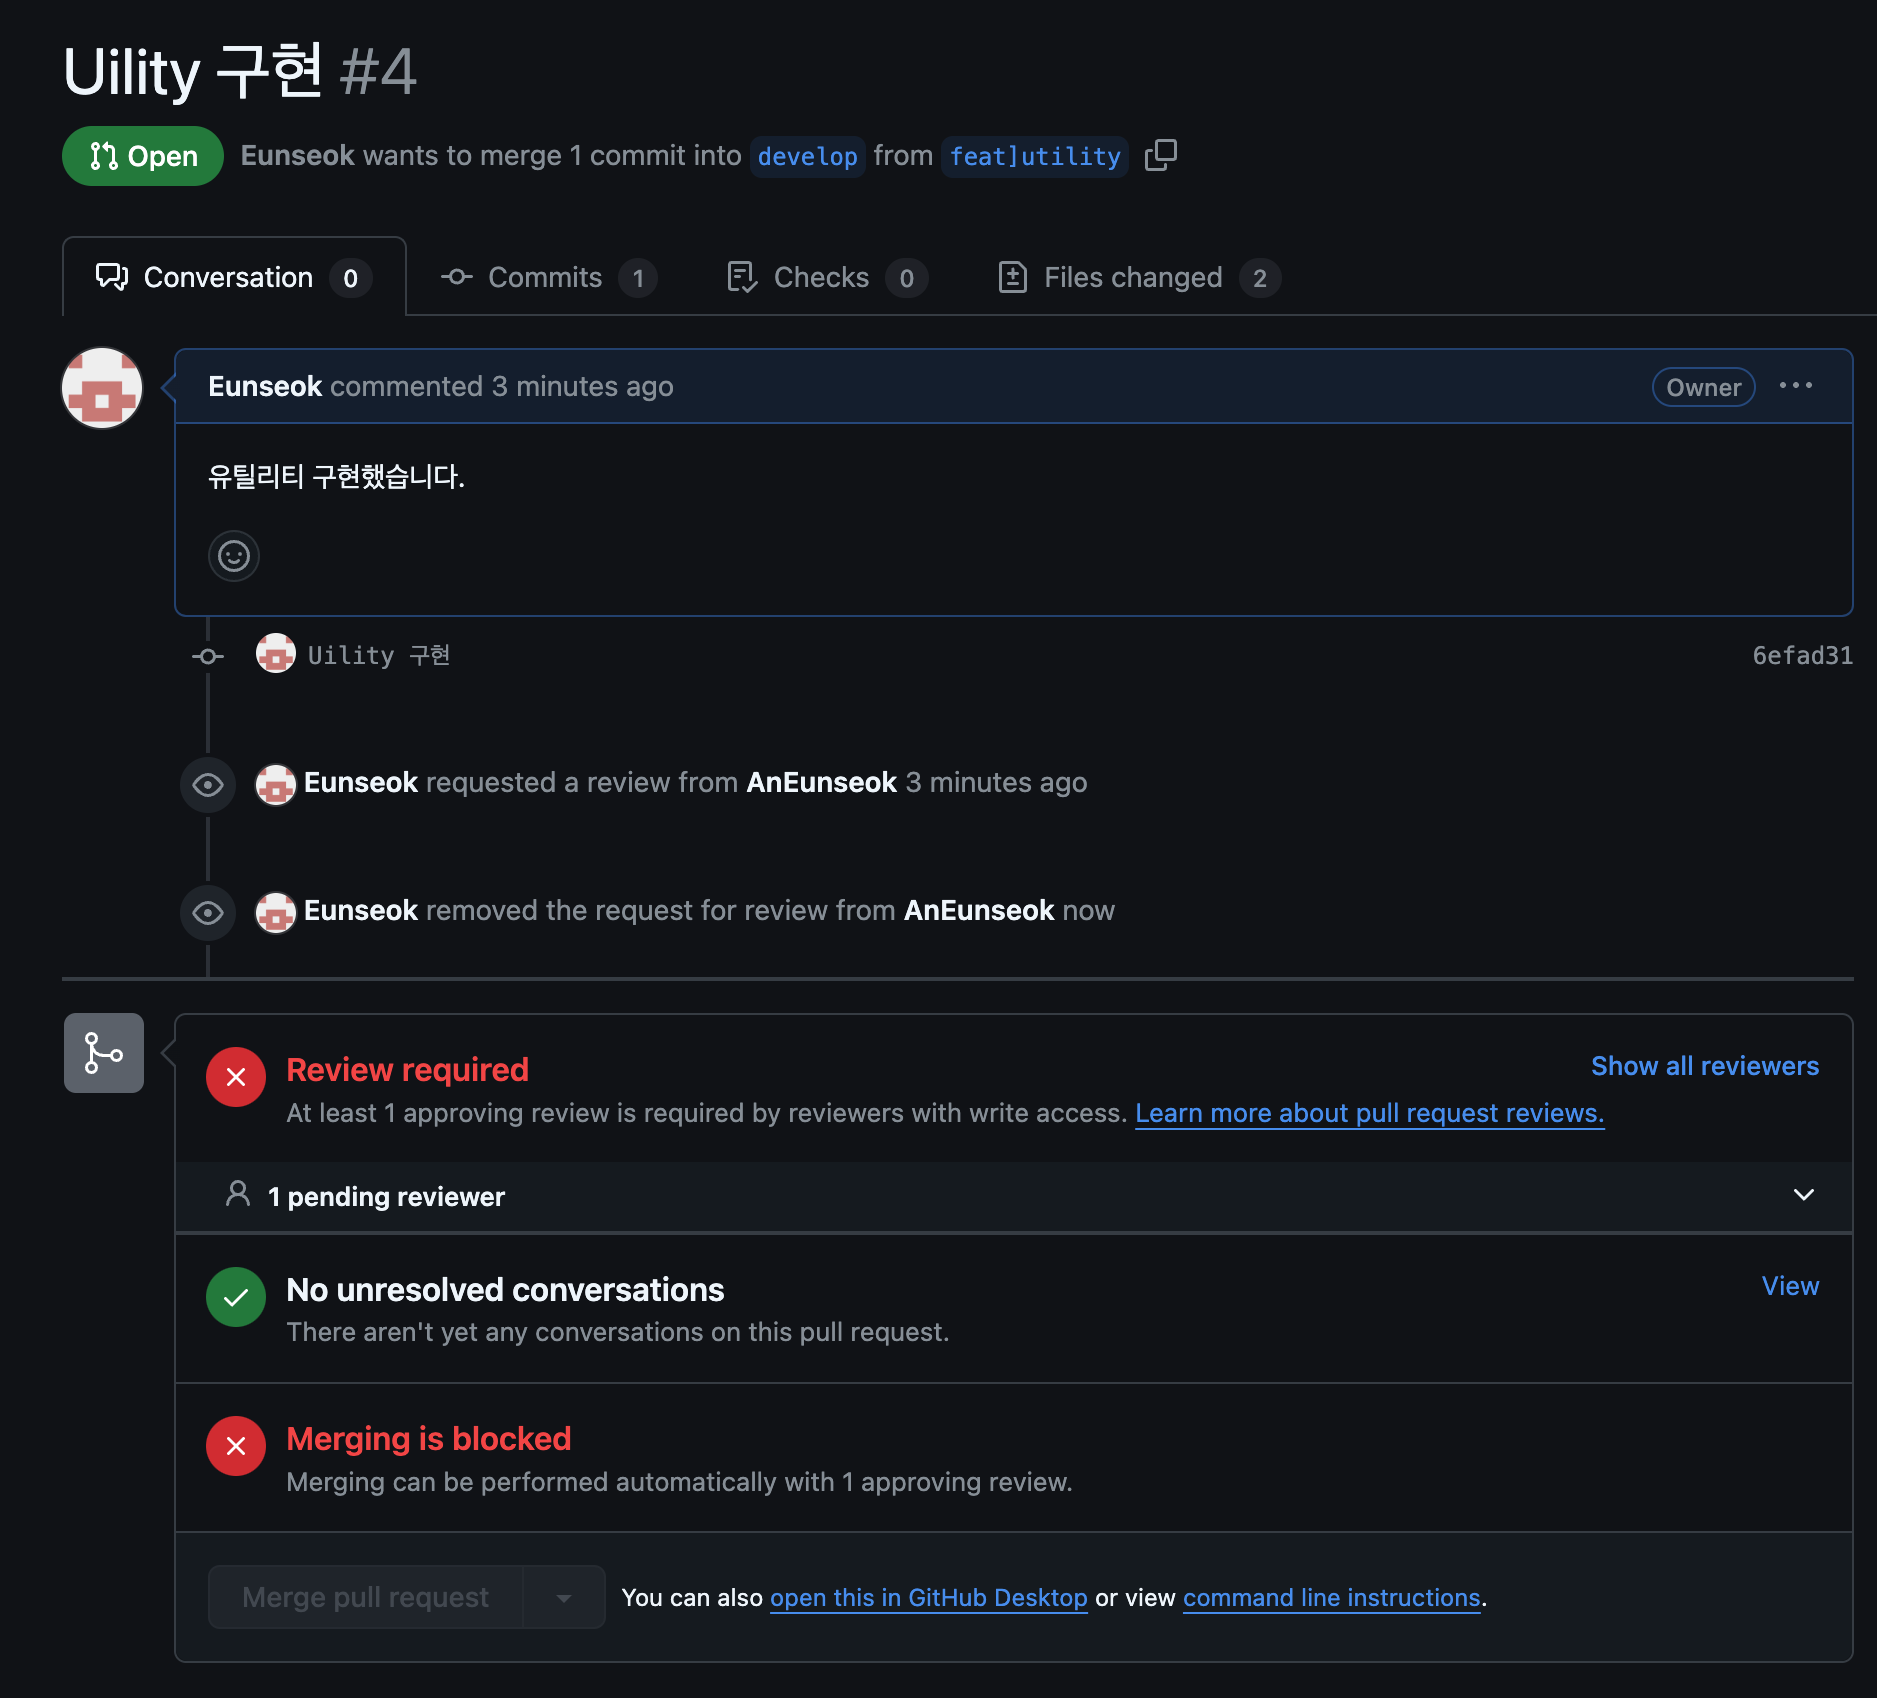 Uility 구현 #4
Open Eunseok wants to merge 1 commit into develop from feat]utility
Conversation 0 Commits 1 Checks 0 Files changed 2
Eunseok commented 3 minutes ago Owner
유틸리티 구현했습니다.
Uility 구현 6efad31
Eunseok requested a review from AnEunseok 3 minutes ago
Eunseok removed the request for review from AnEunseok now
Review required Show all reviewers
At least 1 approving review is required by reviewers with write access. Learn more about pull request reviews.
1 pending reviewer
No unresolved conversations View
There aren't yet any conversations on this pull request.
Merging is blocked
Merging can be performed automatically with 1 approving review.
Merge pull request You can also open this in GitHub Desktop or view command line instructions.